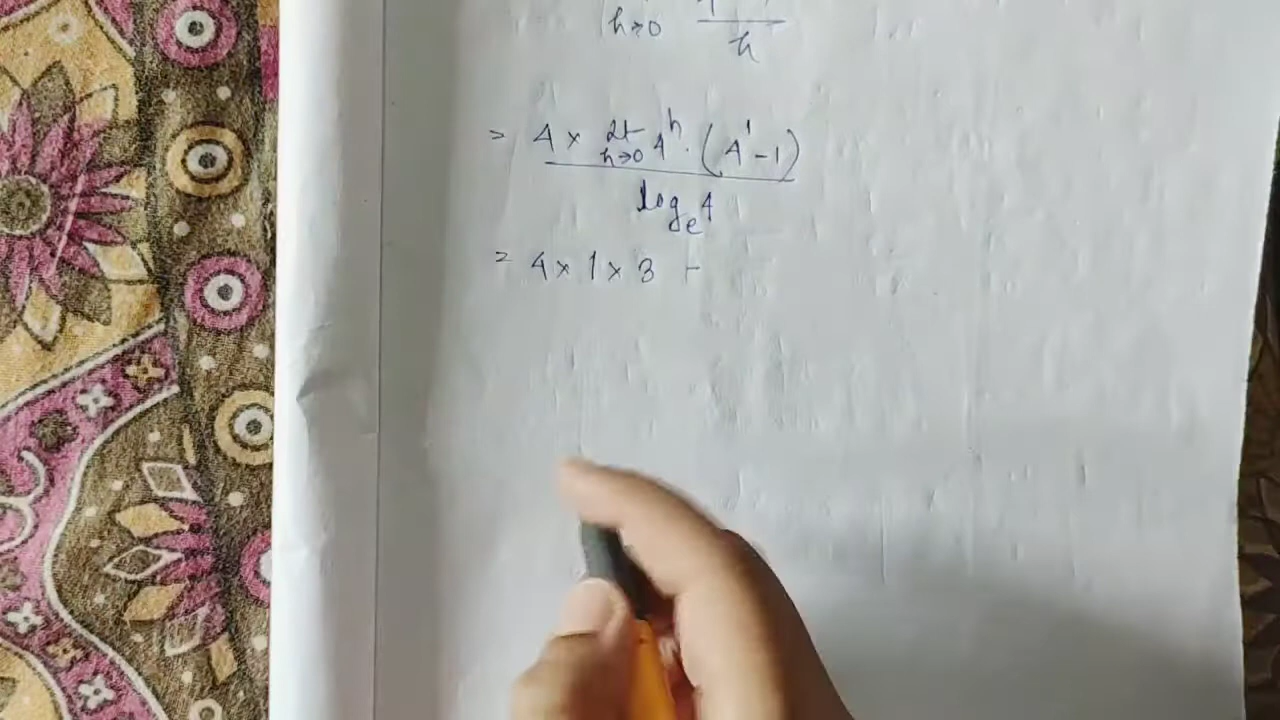 h→0 h
= 4 × Lt h→0 4^h · (4^1 - 1)
log_e 4
= 4 × 1 × 3